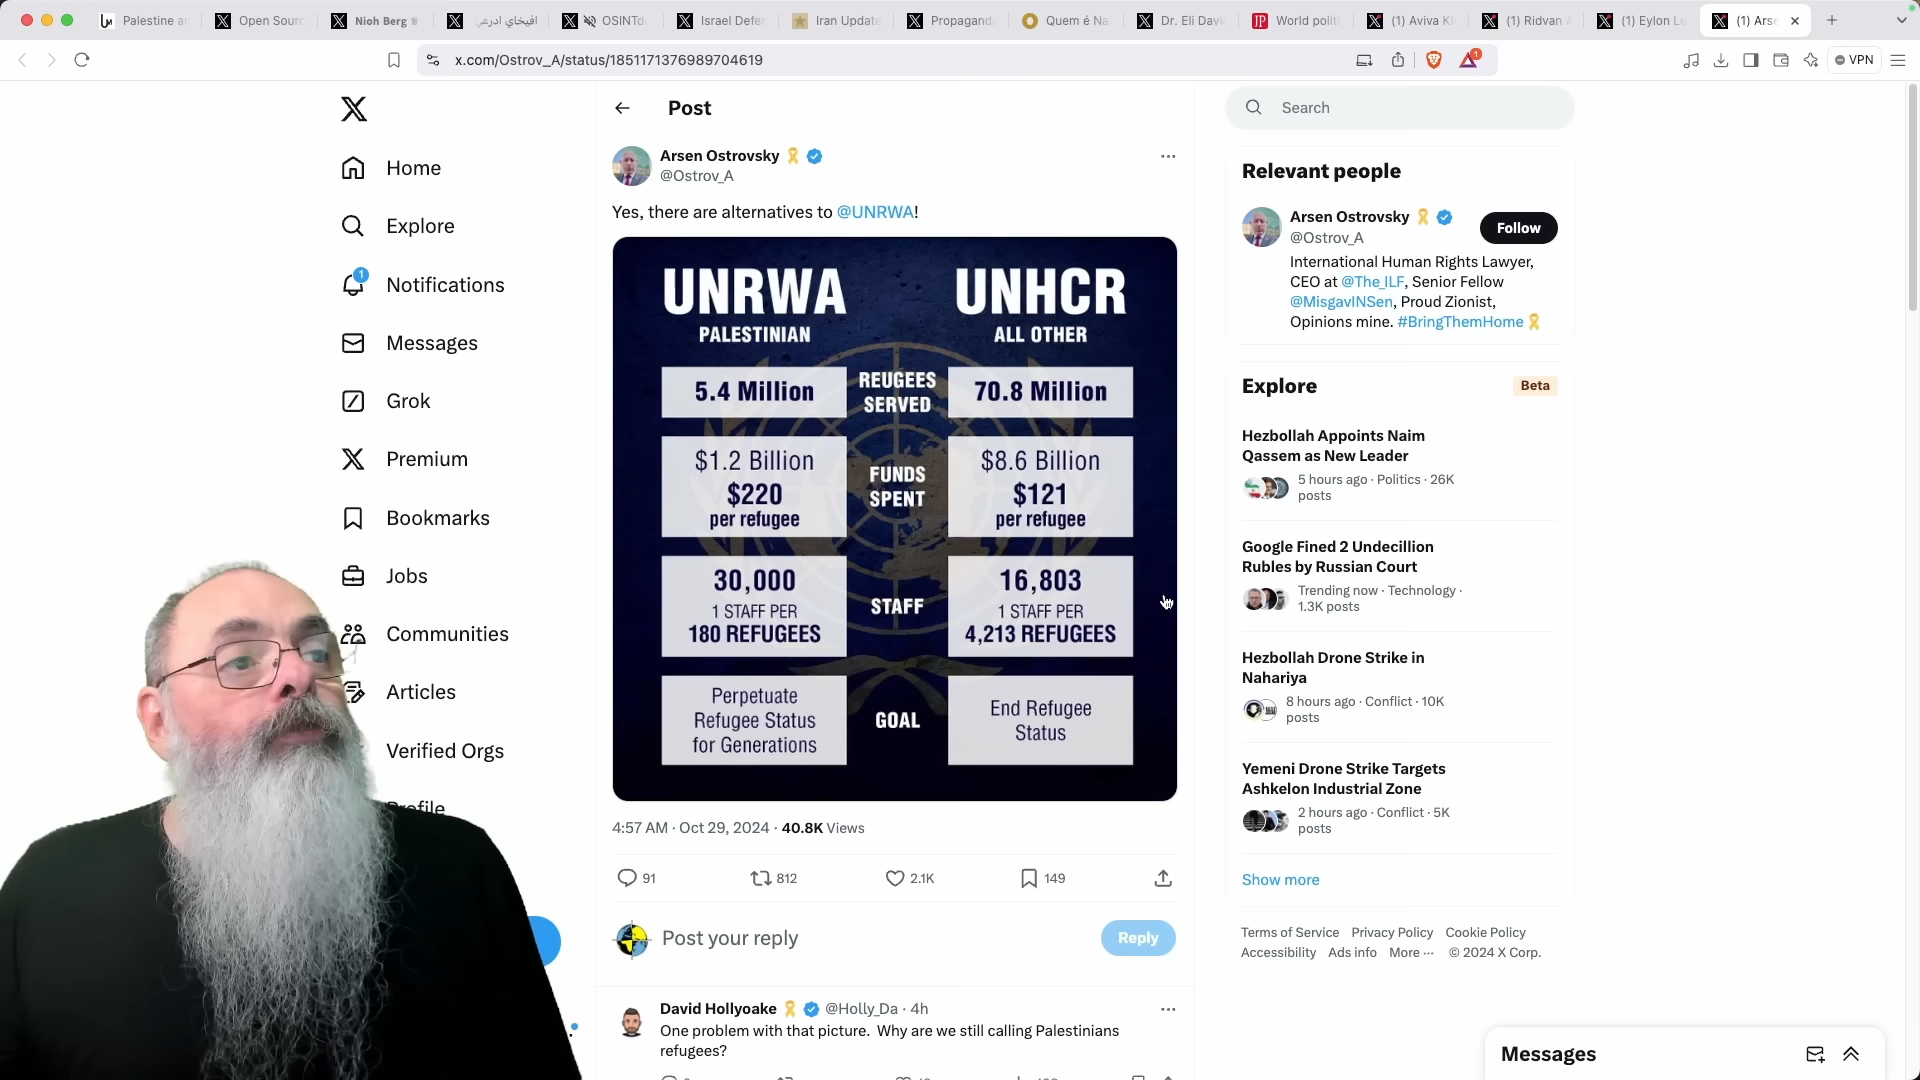 Palestine a
Open Sourc
Nioh Berg
افيخاي ادرعي
OSINTd
Israel Defen
Iran Update
Propaganda
Quem é Na
Dr. Eli Davi
World polit
(1) Aviva Kl
(1) Ridvan A
(1) Eylon Le
(1) Ars
x.com/Ostrov_A/status/1851171376989704619
1
VPN
Home
Explore
1
Notifications
Messages
Grok
Premium
Bookmarks
Jobs
Communities
Articles
Verified Orgs
Profile
Post
Arsen Ostrovsky
@Ostrov_A
Yes, there are alternatives to @UNRWA!
UNRWA UNHCR
PALESTINIAN ALL OTHER
5.4 Million REUGEES SERVED 70.8 Million
$1.2 Billion $8.6 Billion
$220 FUNDS SPENT $121
per refugee per refugee
30,000 16,803
1 STAFF PER STAFF 1 STAFF PER
180 REFUGEES 4,213 REFUGEES
Perpetuate
Refugee Status
for Generations
GOAL
End Refugee
Status
4:57 AM · Oct 29, 2024 · 40.8K Views
91 812 2.1K 149
Post your reply
Reply
David Hollyoake @Holly_Da · 4h
One problem with that picture. Why are we still calling Palestinians
refugees?
Search
Relevant people
Arsen Ostrovsky
@Ostrov_A
Follow
International Human Rights Lawyer,
CEO at @The_ILF, Senior Fellow
@MisgavINSen, Proud Zionist,
Opinions mine. #BringThemHome
Explore
Beta
Hezbollah Appoints Naim
Qassem as New Leader
5 hours ago · Politics · 26K
posts
Google Fined 2 Undecillion
Rubles by Russian Court
Trending now · Technology ·
1.3K posts
Hezbollah Drone Strike in
Nahariya
8 hours ago · Conflict · 10K
posts
Yemeni Drone Strike Targets
Ashkelon Industrial Zone
2 hours ago · Conflict · 5K
posts
Show more
Terms of Service Privacy Policy Cookie Policy
Accessibility Ads info More ··· © 2024 X Corp.
Messages